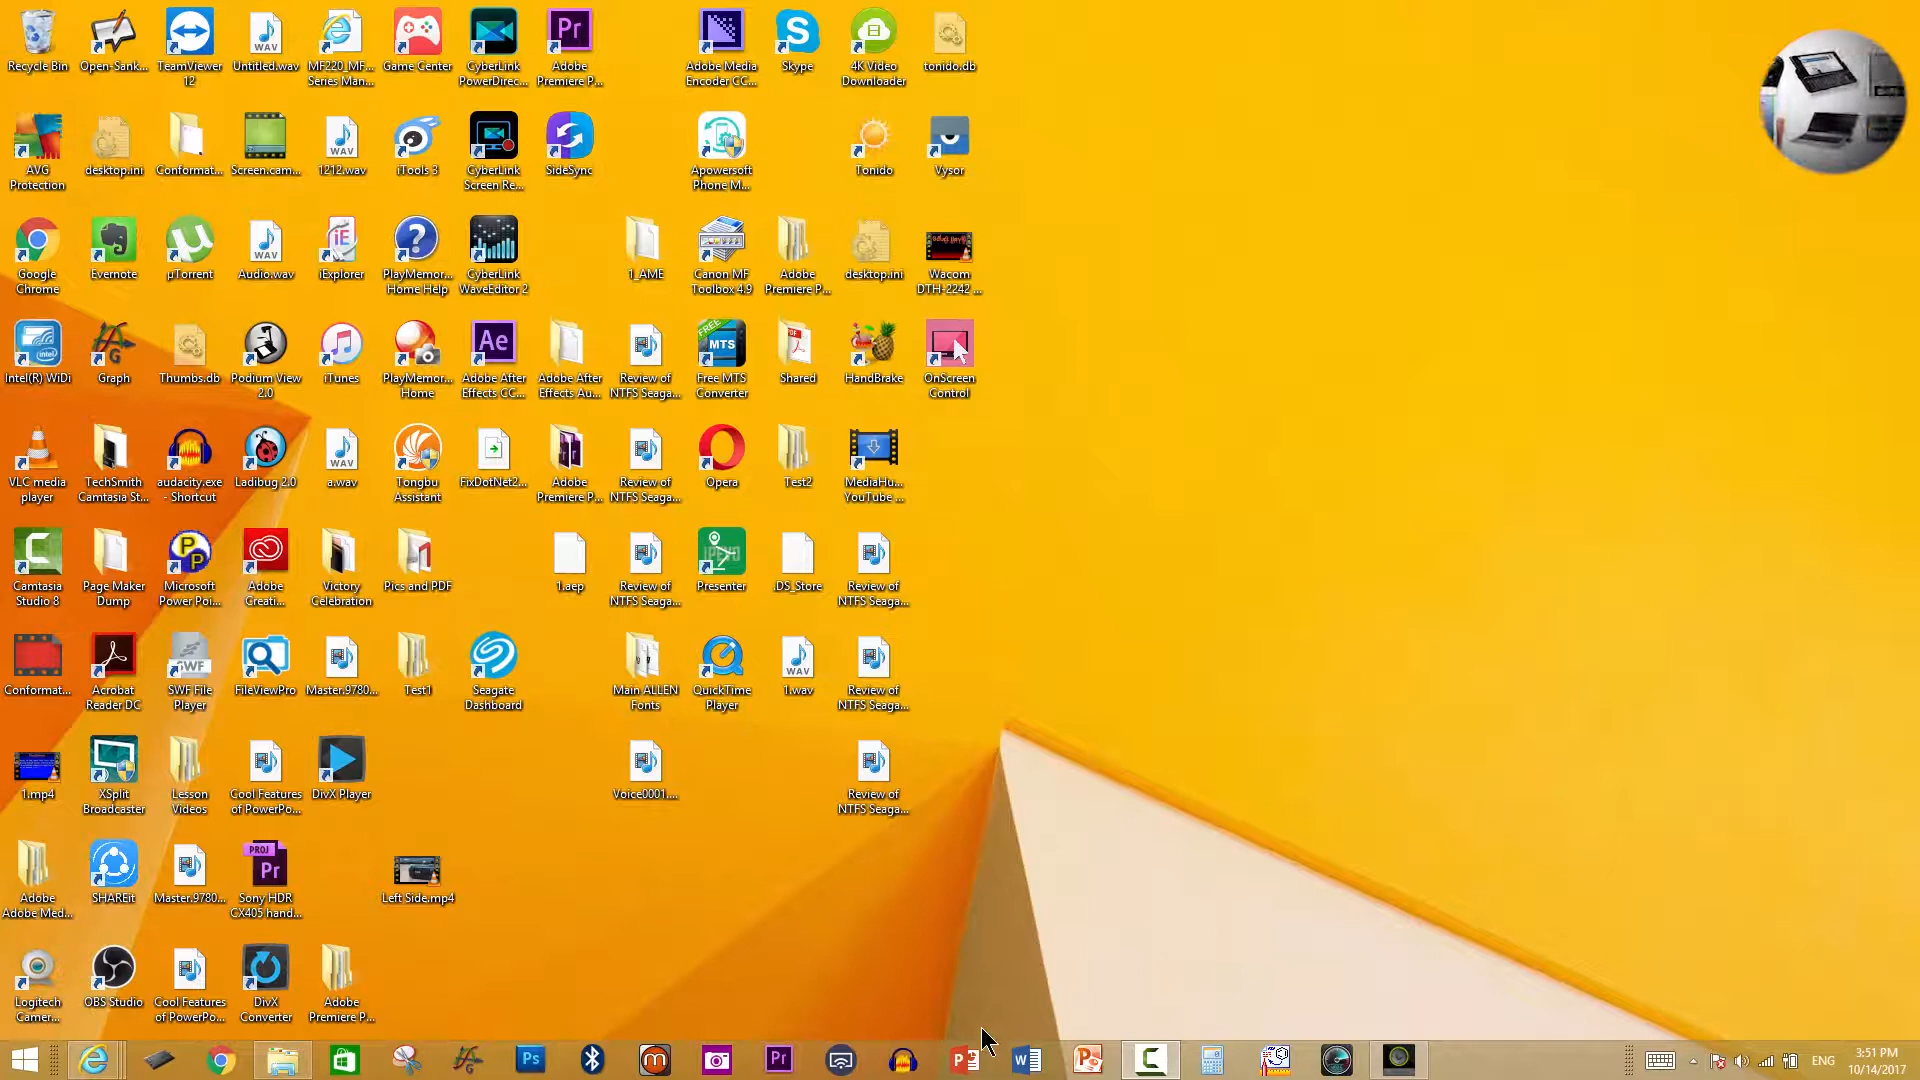 Recycle Bin
Open-Sank...
TeamViewer
12
Untitled.wav
MF220_MF...
Series Man...
Game Center
CyberLink
PowerDirec...
Adobe
Premiere P...
Adobe Media
Encoder CC...
Skype
4K Video
Downloader
tonido.db
AVG
Protection
desktop.ini
Conformat...
Screen.cam...
1212.wav
iTools 3
CyberLink
Screen Re...
SideSync
Apowersoft
Phone M...
Tonido
Vysor
Google
Chrome
Evernote
µTorrent
Audio.wav
iExplorer
PlayMemor...
Home Help
CyberLink
WaveEditor 2
1_AME
Canon MF
Toolbox 4.9
Adobe
Premiere P...
desktop.ini
Wacom
DTH-2242 ...
Intel(R) WiDi
Graph
Thumbs.db
Podium View
2.0
iTunes
PlayMemor...
Home
Adobe After
Effects CC...
Adobe After
Effects Au...
Review of
NTFS Seaga...
Free MTS
Converter
Shared
HandBrake
OnScreen
Control
VLC media
player
TechSmith
Camtasia St...
audacity.exe
- Shortcut
Ladibug 2.0
a.wav
Tongbu
Assistant
FixDotNet2...
Adobe
Premiere P...
Review of
NTFS Seaga...
Opera
Test2
MediaHu...
YouTube ...
Camtasia
Studio 8
Page Maker
Dump
Microsoft
PowerPoi...
Adobe
Creati...
Victory
Celebration
Pics and PDF
1.aep
Review of
NTFS Seaga...
Presenter
.DS_Store
Review of
NTFS Seaga...
Conformat...
Acrobat
Reader DC
SWF File
Player
FileViewPro
Master.9780...
Test1
Seagate
Dashboard
Main ALLEN
Fonts
QuickTime
Player
1.wav
Review of
NTFS Seaga...
1.mp4
XSplit
Broadcaster
Lesson
Videos
Cool Features
of PowerPo...
DivX Player
Voice0001....
Review of
NTFS Seaga...
Adobe
Adobe Med...
SHAREit
Master.9780...
Sony HDR
CX405 hand...
Left Side.mp4
Logitech
Camer...
OBS Studio
Cool Features
of PowerPo...
DivX
Converter
Adobe
Premiere P...
ENG
3:51 PM
10/14/2017